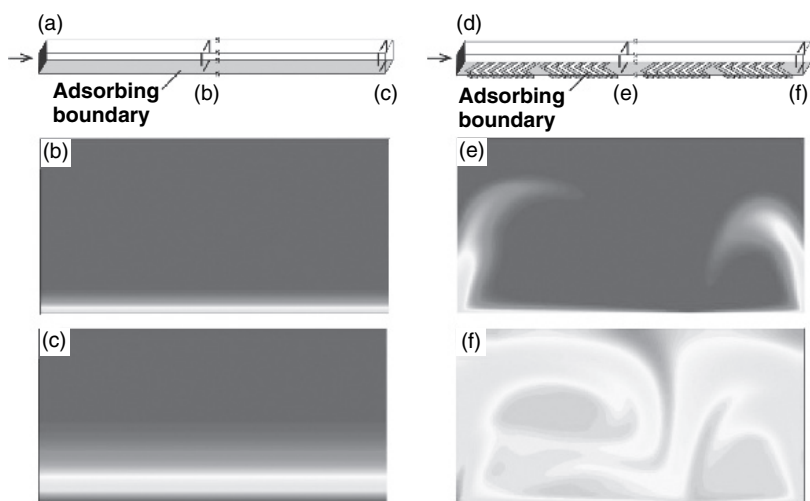 (a)
Adsorbing
boundary
(b)
(c)
(d)
Adsorbing
boundary
(e)
(f)
(b)
(e)
(c)
(f)